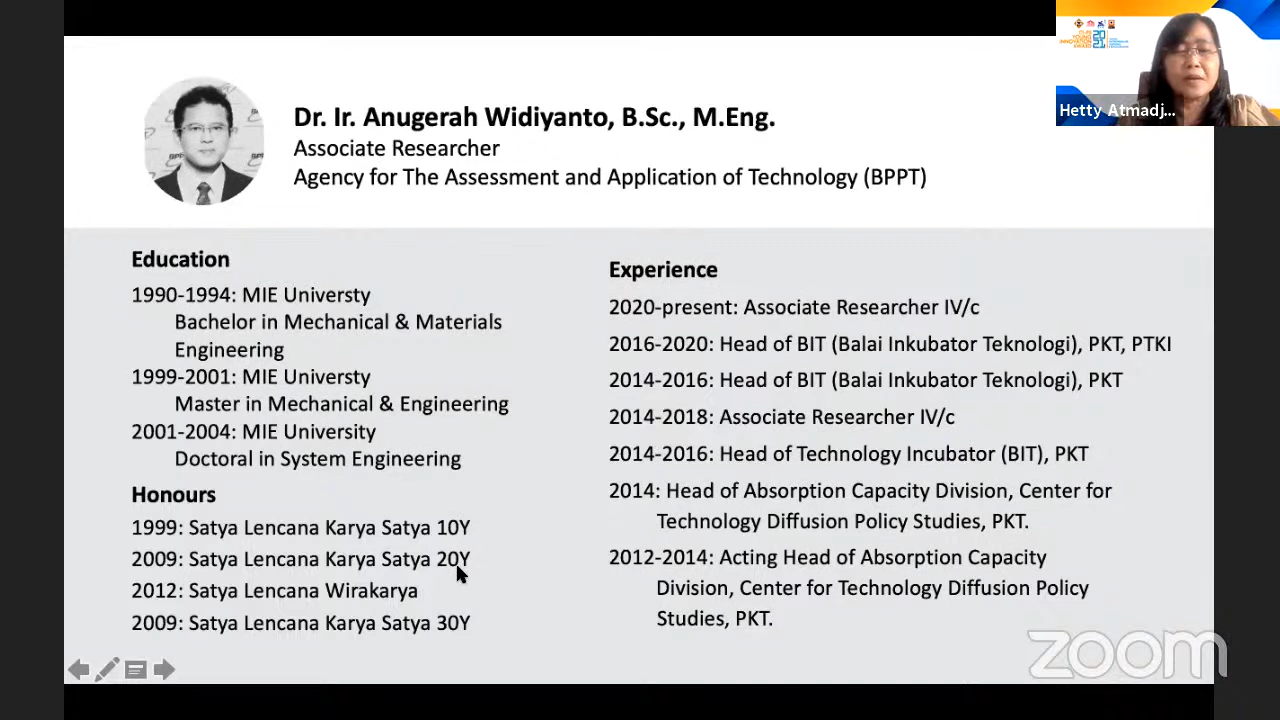 Dr. Ir. Anugerah Widiyanto, B.Sc., M.Eng.
Associate Researcher
Agency for The Assessment and Application of Technology (BPPT)
Hetty Atmadj...
Education
1990-1994: MIE Universty
Bachelor in Mechanical & Materials
Engineering
1999-2001: MIE Universty
Master in Mechanical & Engineering
2001-2004: MIE University
Doctoral in System Engineering
Honours
1999: Satya Lencana Karya Satya 10Y
2009: Satya Lencana Karya Satya 20Y
2012: Satya Lencana Wirakarya
2009: Satya Lencana Karya Satya 30Y
Experience
2020-present: Associate Researcher IV/c
2016-2020: Head of BIT (Balai Inkubator Teknologi), PKT, PTKI
2014-2016: Head of BIT (Balai Inkubator Teknologi), PKT
2014-2018: Associate Researcher IV/c
2014-2016: Head of Technology Incubator (BIT), PKT
2014: Head of Absorption Capacity Division, Center for
Technology Diffusion Policy Studies, PKT.
2012-2014: Acting Head of Absorption Capacity
Division, Center for Technology Diffusion Policy
Studies, PKT.
zoom